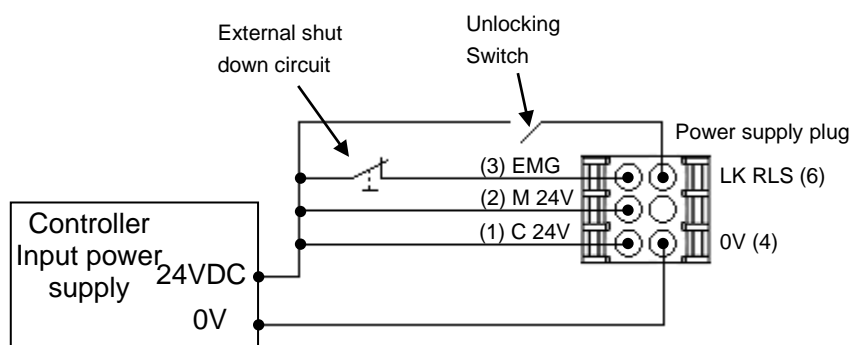 External shut
down circuit
Unlocking
Switch
Power supply plug
(3) EMG
LK RLS (6)
(2) M 24V
(1) C 24V
0V (4)
Controller
Input power
supply
24VDC
0V